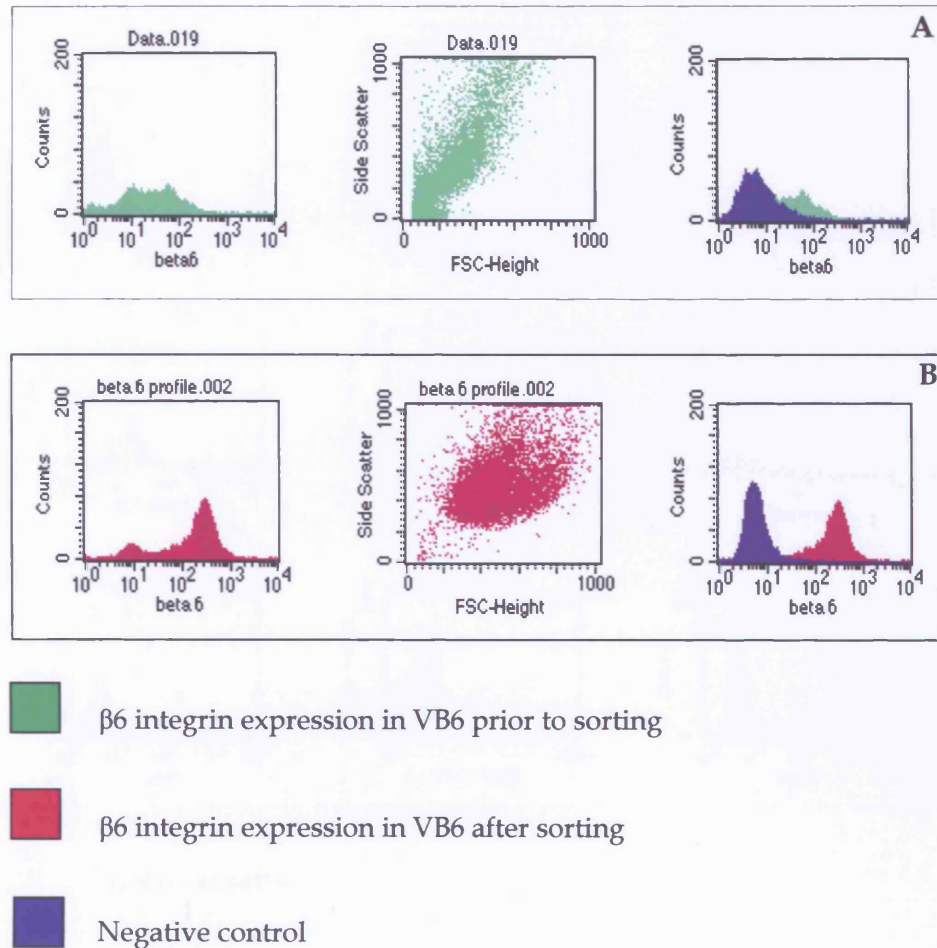 A
Data.019
200
Counts
0
10^0 10^1 10^2 10^3 10^4
beta6
Data.019
1000
Side Scatter
0
0 1000
FSC-Height
200
Counts
0
10^0 10^1 10^2 10^3 10^4
beta6
B
beta.6 profile.002
200
Counts
0
10^0 10^1 10^2 10^3 10^4
beta.6
beta.6 profile.002
1000
Side Scatter
0
0 1000
FSC-Height
200
Counts
0
10^0 10^1 10^2 10^3 10^4
beta.6
β6 integrin expression in VB6 prior to sorting
β6 integrin expression in VB6 after sorting
Negative control